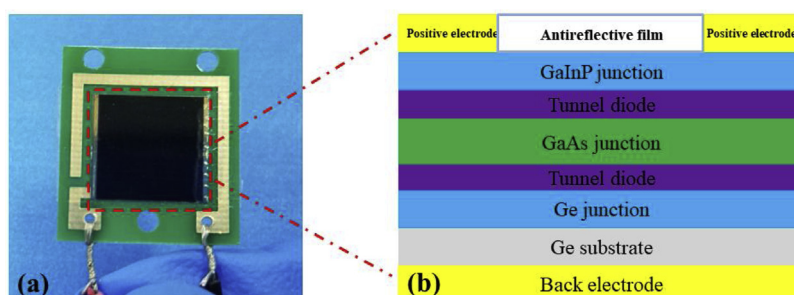 Positive electrode Antireflective film Positive electrode
GaInP junction
Tunnel diode
GaAs junction
Tunnel diode
Ge junction
Ge substrate
(a) (b) Back electrode